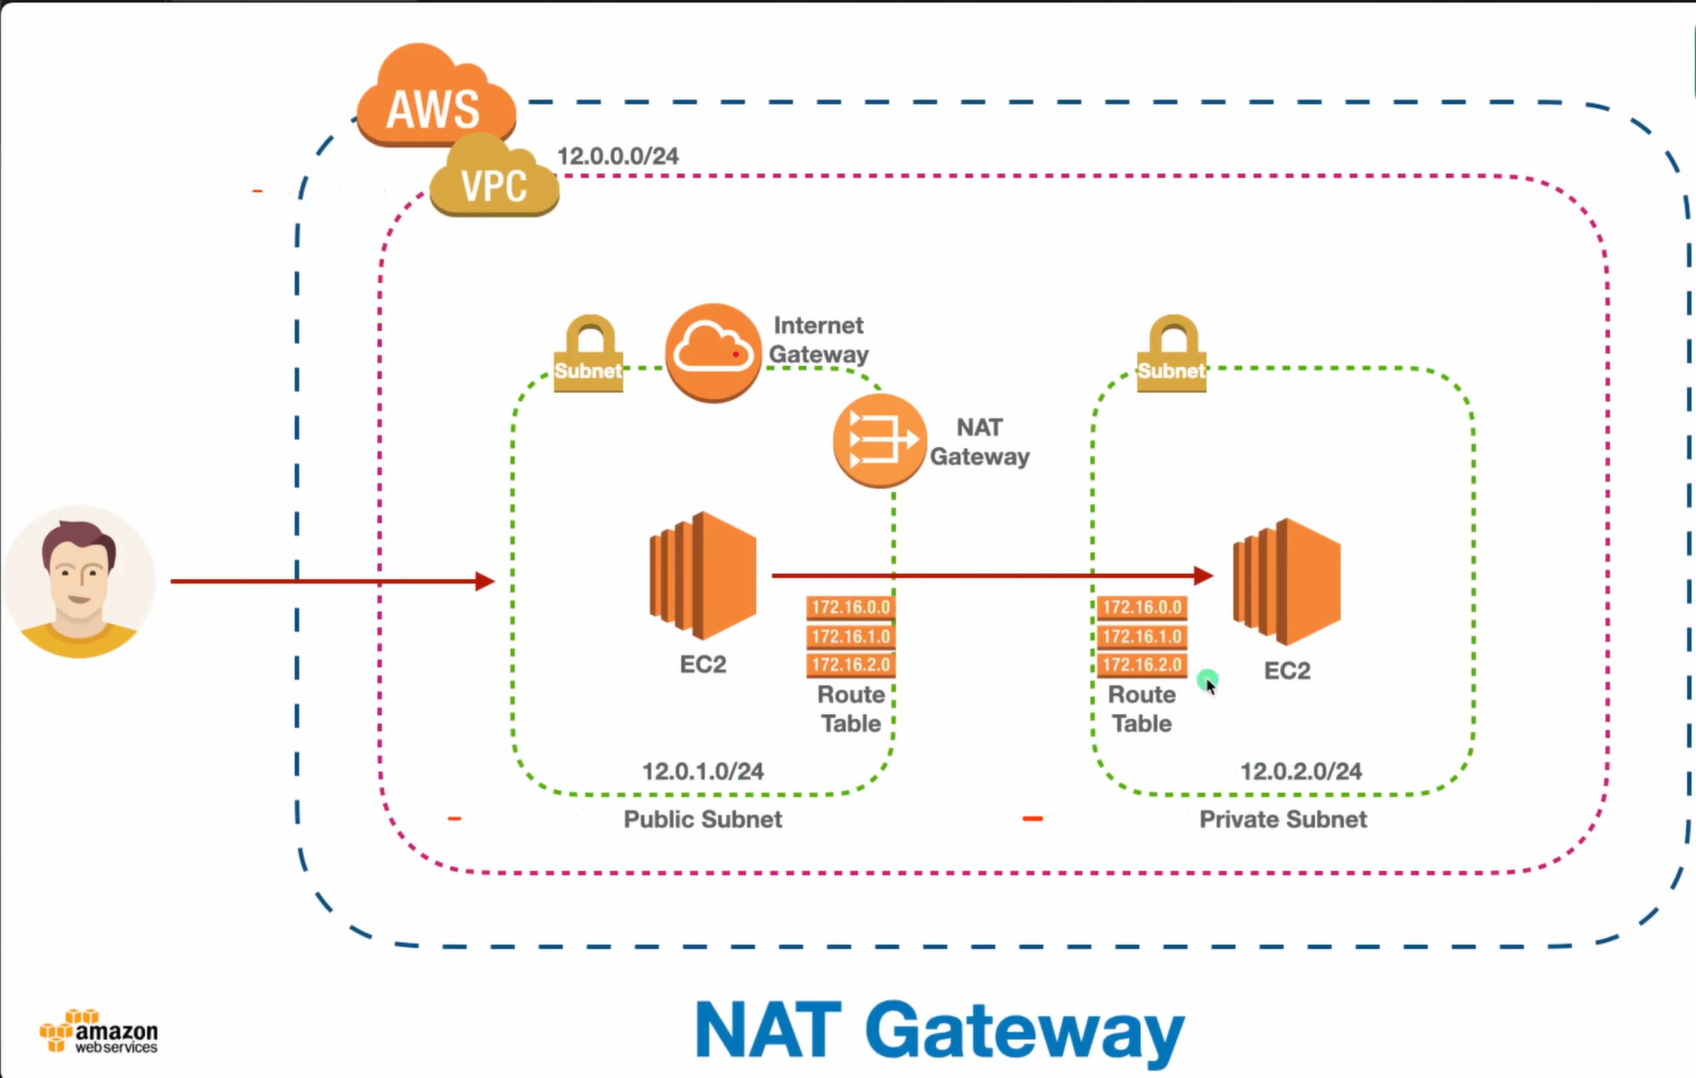 AWS
VPC
12.0.0.0/24
Subnet
Internet
Gateway
NAT
Gateway
EC2
172.16.0.0
172.16.1.0
172.16.2.0
Route
Table
12.0.1.0/24
Public Subnet
Subnet
172.16.0.0
172.16.1.0
172.16.2.0
Route
Table
EC2
12.0.2.0/24
Private Subnet
amazon
webservices
NAT Gateway